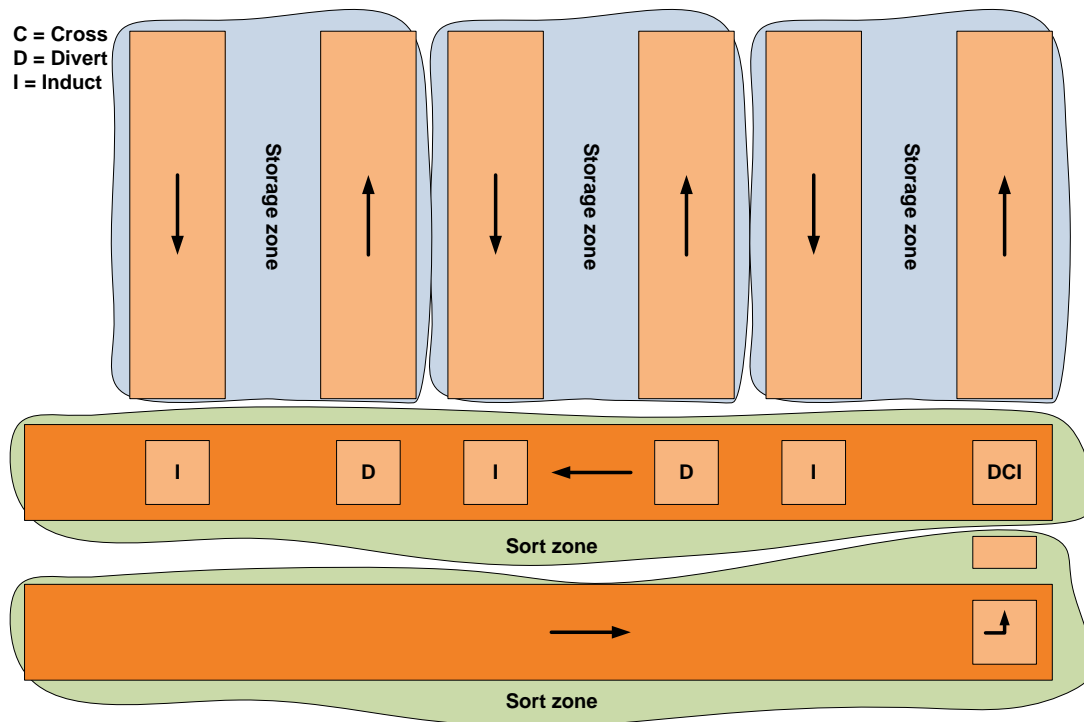 C = Cross
D = Divert
I = Induct
Storage zone
Storage zone
Storage zone
I
D
I
D
I
DCI
Sort zone
Sort zone